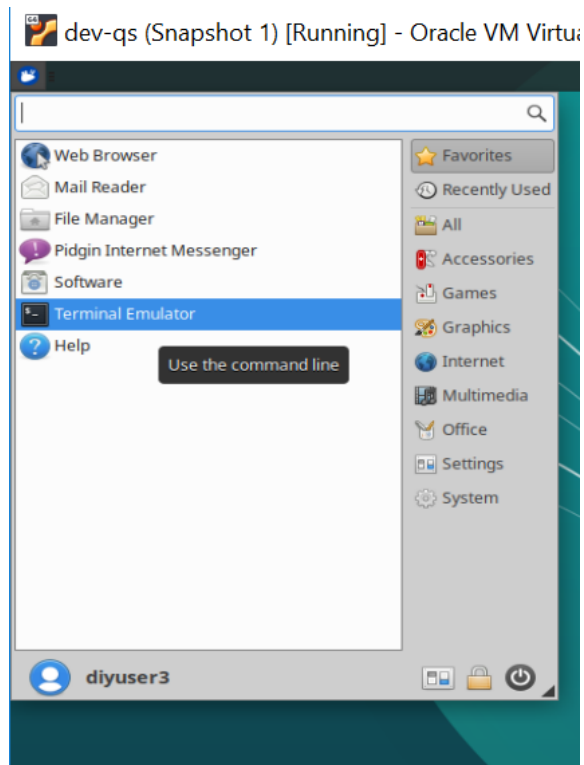 dev-qs (Snapshot 1) [Running] - Oracle VM
Web Browser
Mail Reader
File Manager
Pidgin Internet Messenger
Software
Terminal Emulator
Help
Use the command line
Favorites
Recently Used
All
Accessories
Games
Graphics
Internet
Multimedia
Office
Settings
System
diyuser3